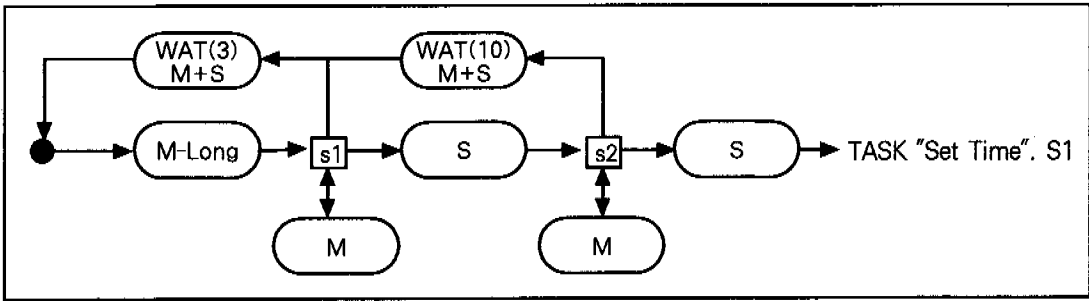 WAT(3)
M+S
WAT(10)
M+S
M-Long
s1
S
s2
S
TASK "Set Time". S1
M
M